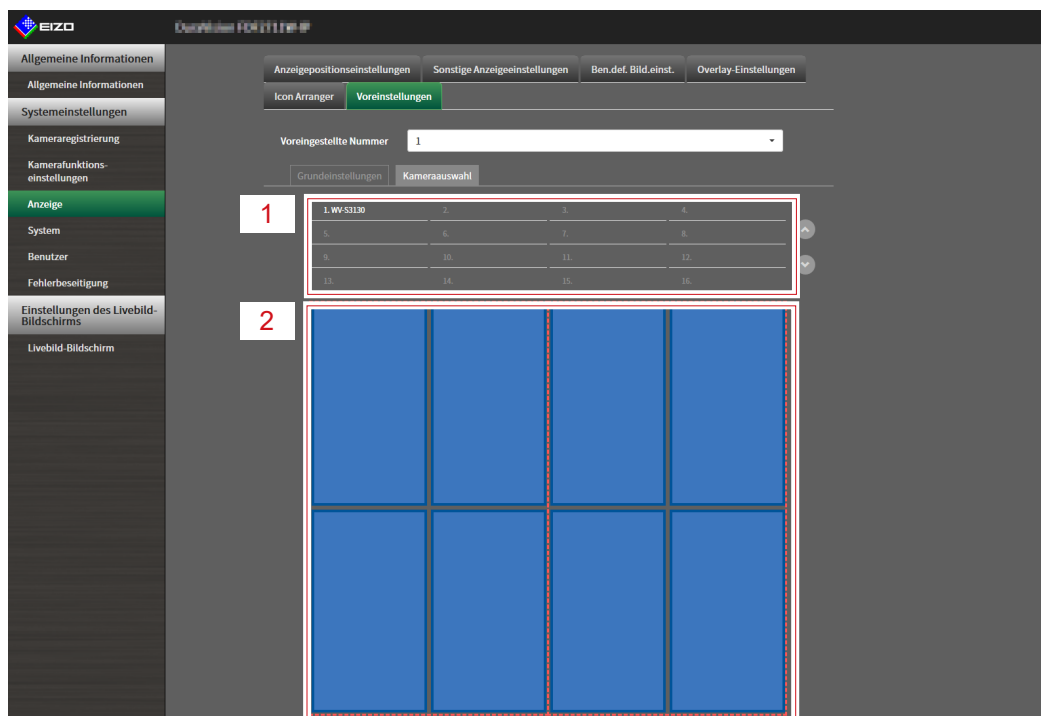 EIZO
Allgemeine Informationen
Allgemeine Informationen
Systemeinstellungen
Kameraregistrierung
Kamerafunktions-
einstellungen
Anzeige
System
Benutzer
Fehlerbeseitigung
Einstellungen des Livebild-
Bildschirms
Livebild-Bildschirm
Anzeigepositionseinstellungen Sonstige Anzeigeeinstellungen Ben.def. Bild.einst. Overlay-Einstellungen
Icon Arranger Voreinstellungen
Voreingestellte Nummer 1
Grundeinstellungen Kameraauswahl
1
1. WV-S3130 2. 3. 4.
5. 6. 7. 8.
9. 10. 11. 12.
13. 14. 15. 16.
2